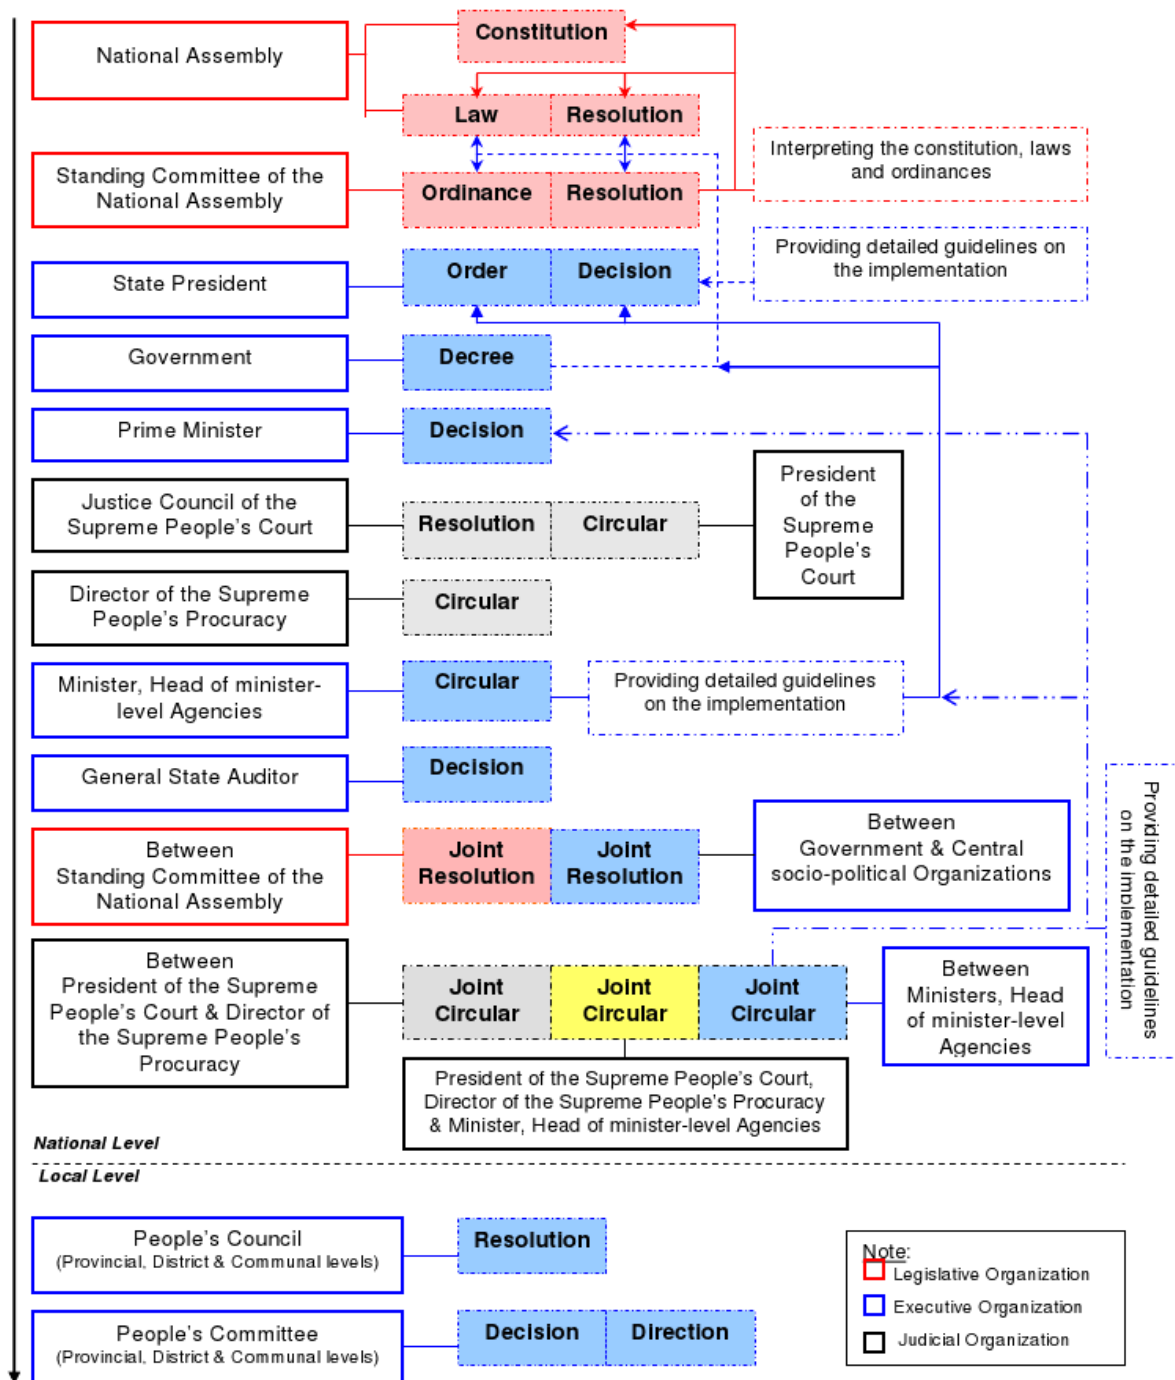 Constitution
National Assembly
Law
Resolution
Interpreting the constitution, laws
and ordinances
Standing Committee of the
National Assembly
Ordinance
Resolution
Providing detailed guidelines on
the implementation
State President
Order
Decision
Government
Decree
Prime Minister
Decision
Justice Council of the
Supreme People's Court
Resolution
Circular
President
of the
Supreme
People's
Court
Director of the Supreme
People's Procuracy
Circular
Minister, Head of minister-
level Agencies
Circular
Providing detailed guidelines
on the implementation
General State Auditor
Decision
Providing detailed guidelines
on the implementation
Between
Standing Committee of the
National Assembly
Joint
Resolution
Joint
Resolution
Between
Government & Central
socio-political Organizations
Between
President of the Supreme
People's Court & Director of
the Supreme People's
Procuracy
Joint
Circular
Joint
Circular
Joint
Circular
Between
Ministers, Head
of minister-level
Agencies
President of the Supreme People's Court,
Director of the Supreme People's Procuracy
& Minister, Head of minister-level Agencies
National Level
Local Level
People's Council
(Provincial, District & Communal levels)
Resolution
People's Committee
(Provincial, District & Communal levels)
Decision
Direction
Note:
Legislative Organization
Executive Organization
Judicial Organization